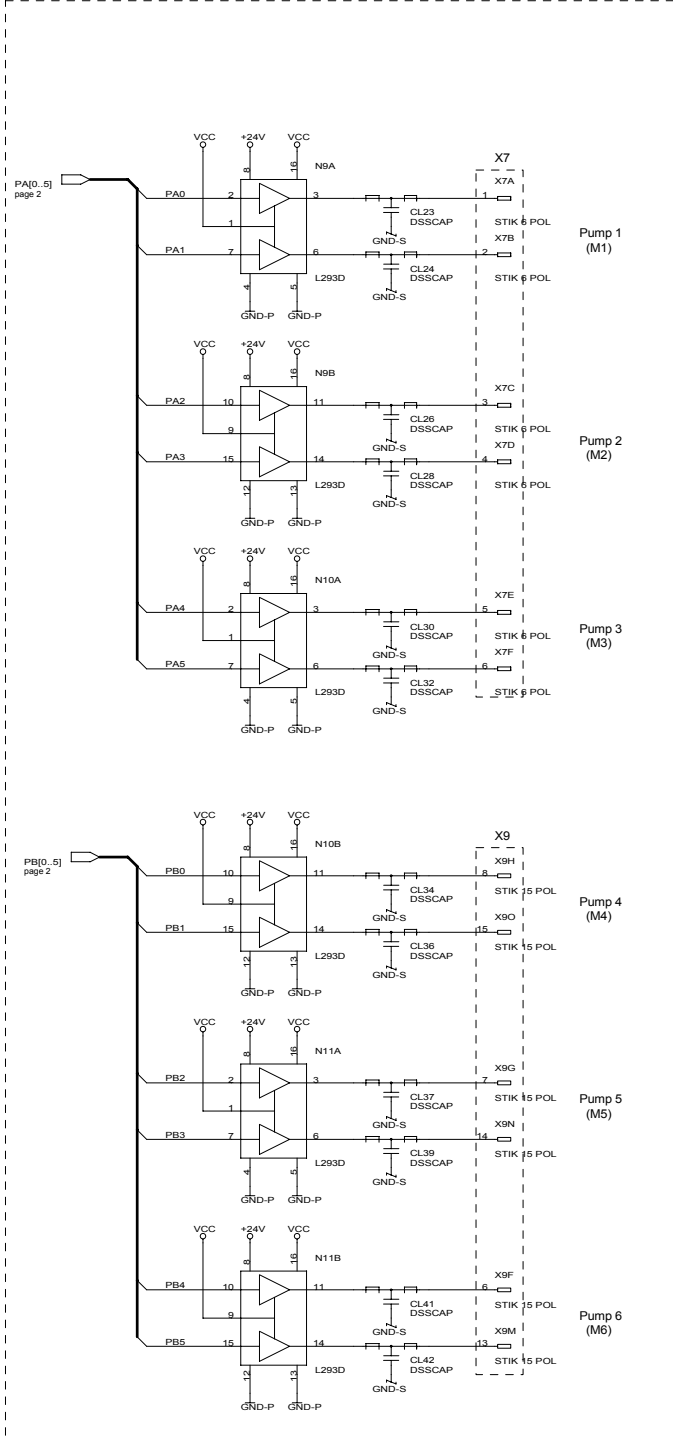 VCC +24V VCC
8 16 N9A X7
PA[0..5]
page 2
PA0 2 3 1 X7A
1 CL23
DSSCAP STIK 6 POL
GND-S
Pump 1
(M1)
PA1 7 6 2 X7B
4 5 L293D CL24
DSSCAP STIK 6 POL
GND-S
GND-P GND-P
VCC +24V VCC
8 16 N9B
PA2 10 11 3 X7C
9 CL26
DSSCAP STIK 6 POL
GND-S
Pump 2
(M2)
PA3 15 14 4 X7D
12 13 L293D CL28
DSSCAP STIK 6 POL
GND-S
GND-P GND-P
VCC +24V VCC
8 16 N10A
PA4 2 3 5 X7E
1 CL30
DSSCAP STIK 6 POL
GND-S
Pump 3
(M3)
PA5 7 6 6 X7F
4 5 L293D CL32
DSSCAP STIK 6 POL
GND-S
GND-P GND-P
VCC +24V VCC
8 16 N10B X9
PB[0..5]
page 2
PB0 10 11 8 X9H
9 CL34
DSSCAP STIK 15 POL
GND-S
Pump 4
(M4)
PB1 15 14 15 X9O
12 13 L293D CL36
DSSCAP STIK 15 POL
GND-S
GND-P GND-P
VCC +24V VCC
8 16 N11A
PB2 2 3 7 X9G
1 CL37
DSSCAP STIK 15 POL
GND-S
Pump 5
(M5)
PB3 7 6 14 X9N
4 5 L293D CL39
DSSCAP STIK 15 POL
GND-S
GND-P GND-P
VCC +24V VCC
8 16 N11B
PB4 10 11 6 X9F
9 CL41
DSSCAP STIK 15 POL
GND-S
Pump 6
(M6)
PB5 15 14 13 X9M
12 13 L293D CL42
DSSCAP STIK 15 POL
GND-S
GND-P GND-P